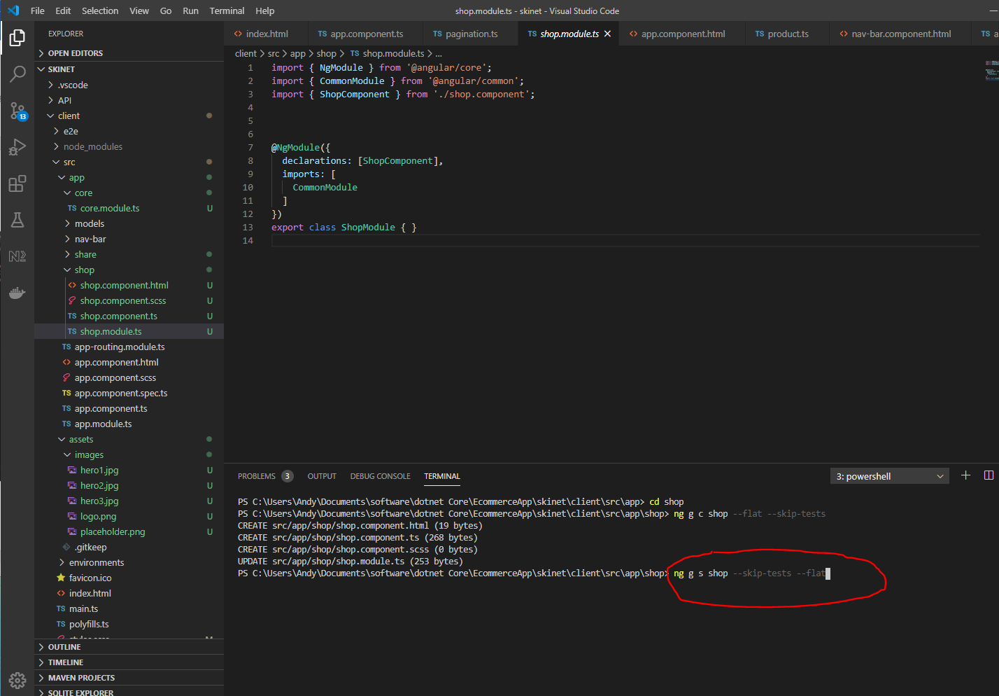 File Edit Selection View Go Run Terminal Help
shop.module.ts - skinet - Visual Studio Code
EXPLORER
OPEN EDITORS
SKINET
.vscode
API
client
e2e
node_modules
src
app
core
TS core.module.ts U
models
nav-bar
share
shop
<> shop.component.html U
shop.component.scss U
TS shop.component.ts U
TS shop.module.ts U
TS app-routing.module.ts
<> app.component.html
app.component.scss
TS app.component.spec.ts
TS app.component.ts
TS app.module.ts
assets
images
hero1.jpg U
hero2.jpg U
hero3.jpg U
logo.png U
placeholder.png U
.gitkeep
environments
favicon.ico
<> index.html
TS main.ts
TS polyfills.ts
OUTLINE
TIMELINE
MAVEN PROJECTS
SQLITE EXPLORER
13
N2
<> index.html
TS app.component.ts
TS pagination.ts
TS shop.module.ts
<> app.component.html
TS product.ts
<> nav-bar.component.html
TS a
client > src > app > shop > TS shop.module.ts > ...
1 import { NgModule } from '@angular/core';
2 import { CommonModule } from '@angular/common';
3 import { ShopComponent } from './shop.component';
4
5
6
7 @NgModule({
8 declarations: [ShopComponent],
9 imports: [
10 CommonModule
11 ]
12 })
13 export class ShopModule { }
14
PROBLEMS 3 OUTPUT DEBUG CONSOLE TERMINAL
3: powershell
PS C:\Users\Andy\Documents\software\dotnet Core\EcommerceApp\skinet\client\src\app> cd shop
PS C:\Users\Andy\Documents\software\dotnet Core\EcommerceApp\skinet\client\src\app\shop> ng g c shop --flat --skip-tests
CREATE src/app/shop/shop.component.html (19 bytes)
CREATE src/app/shop/shop.component.ts (268 bytes)
CREATE src/app/shop/shop.component.scss (0 bytes)
UPDATE src/app/shop/shop.module.ts (253 bytes)
PS C:\Users\Andy\Documents\software\dotnet Core\EcommerceApp\skinet\client\src\app\shop> ng g s shop --skip-tests --flat